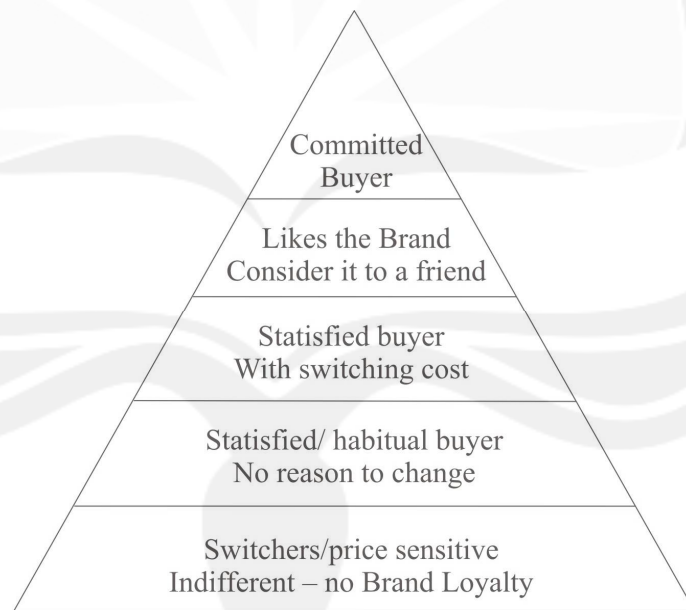 Committed
Buyer
Likes the Brand
Consider it to a friend
Statisfied buyer
With switching cost
Statisfied/ habitual buyer
No reason to change
Switchers/price sensitive
Indifferent – no Brand Loyalty